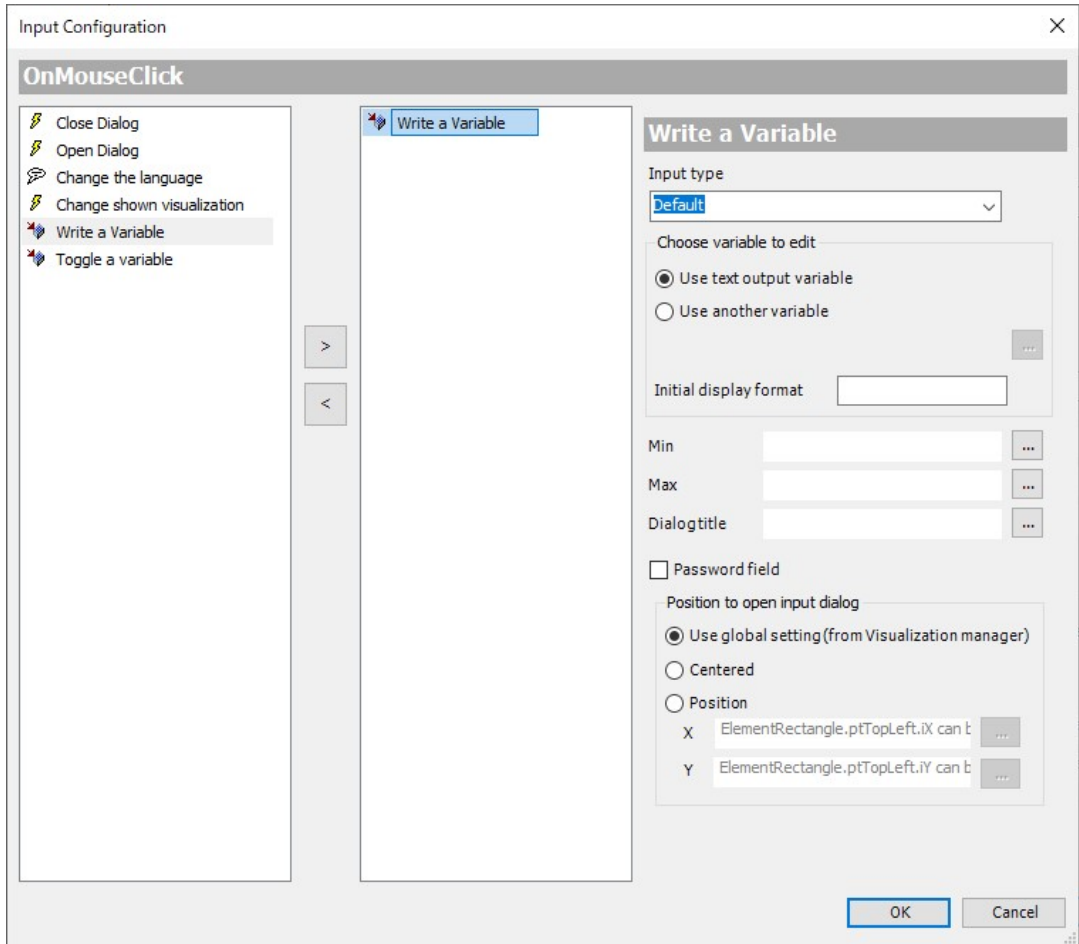 Input Configuration
OnMouseClick
Close Dialog
Open Dialog
Change the language
Change shown visualization
Write a Variable
Toggle a variable
>
<
Write a Variable
Write a Variable
Input type
Default
Choose variable to edit
Use text output variable
Use another variable
...
Initial display format
Min
...
Max
...
Dialog title
...
Password field
Position to open input dialog
Use global setting (from Visualization manager)
Centered
Position
X ElementRectangle.ptTopLeft.iX can b
...
Y ElementRectangle.ptTopLeft.iY can b
...
OK
Cancel